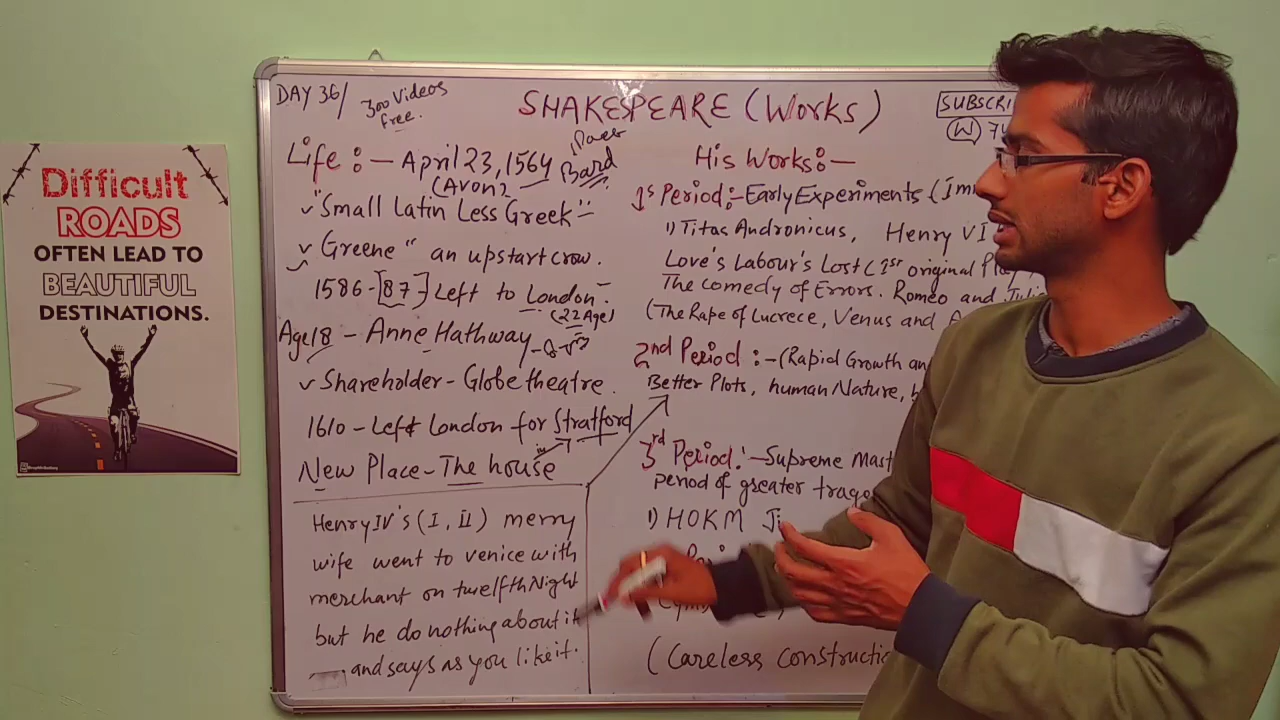 Difficult
ROADS
OFTEN LEAD TO
BEAUTIFUL
DESTINATIONS.
DAY 36/
300 Videos
free.
SHAKESPEARE (Works)
SUBSCRI
(W) 74
Life:- April 23, 1564 Bard
(Avon)
✓ "Small Latin Less Greek"-
✓ Greene "an upstart crow.
1586-[87] Left to London.
(22 Age)
Age 18 - Anne Hathway -
✓ Shareholder - Globe theatre.
1610 - Left London for Stratford
in
New Place - The house
Henry IV's (I, II) merry
wife went to venice with
merchant on twelfth Night
but he do nothing about it
and says as you like it.
His Works:-
1st Period:- Early Experiments (Im
1) Titas Andronicus, Henry VI
Love's Labour's Lost (1st original Pla
The comedy of Errors. Romeo and Juli
(The Rape of Lucrece, Venus and A
2nd Period:- (Rapid Growth an
Better Plots, human Nature,
3rd Period:- Supreme Mast
period of greater trage
1) HOKM
(Careless constructi